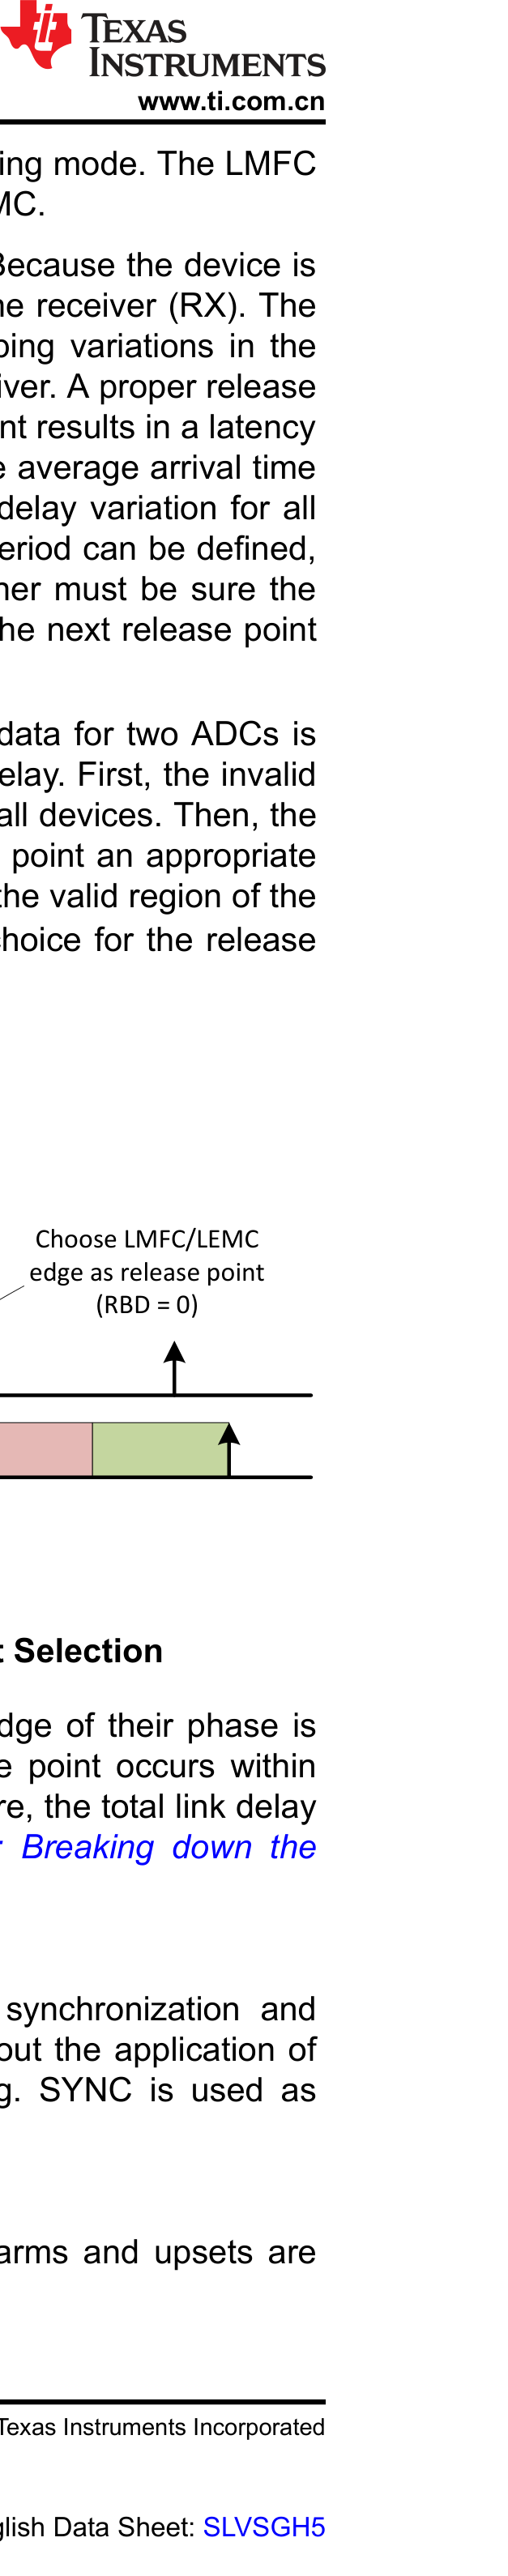 TEXAS
INSTRUMENTS
www.ti.com.cn
ing mode. The LMFC
MC.
Because the device is
he receiver (RX). The
ping variations in the
iver. A proper release
nt results in a latency
e average arrival time
delay variation for all
eriod can be defined,
ner must be sure the
he next release point
data for two ADCs is
elay. First, the invalid
all devices. Then, the
point an appropriate
the valid region of the
choice for the release
Choose LMFC/LEMC
edge as release point
(RBD = 0)
t Selection
dge of their phase is
e point occurs within
re, the total link delay
r Breaking down the
synchronization and
out the application of
g. SYNC is used as
arms and upsets are
Texas Instruments Incorporated
glish Data Sheet: SLVSGH5